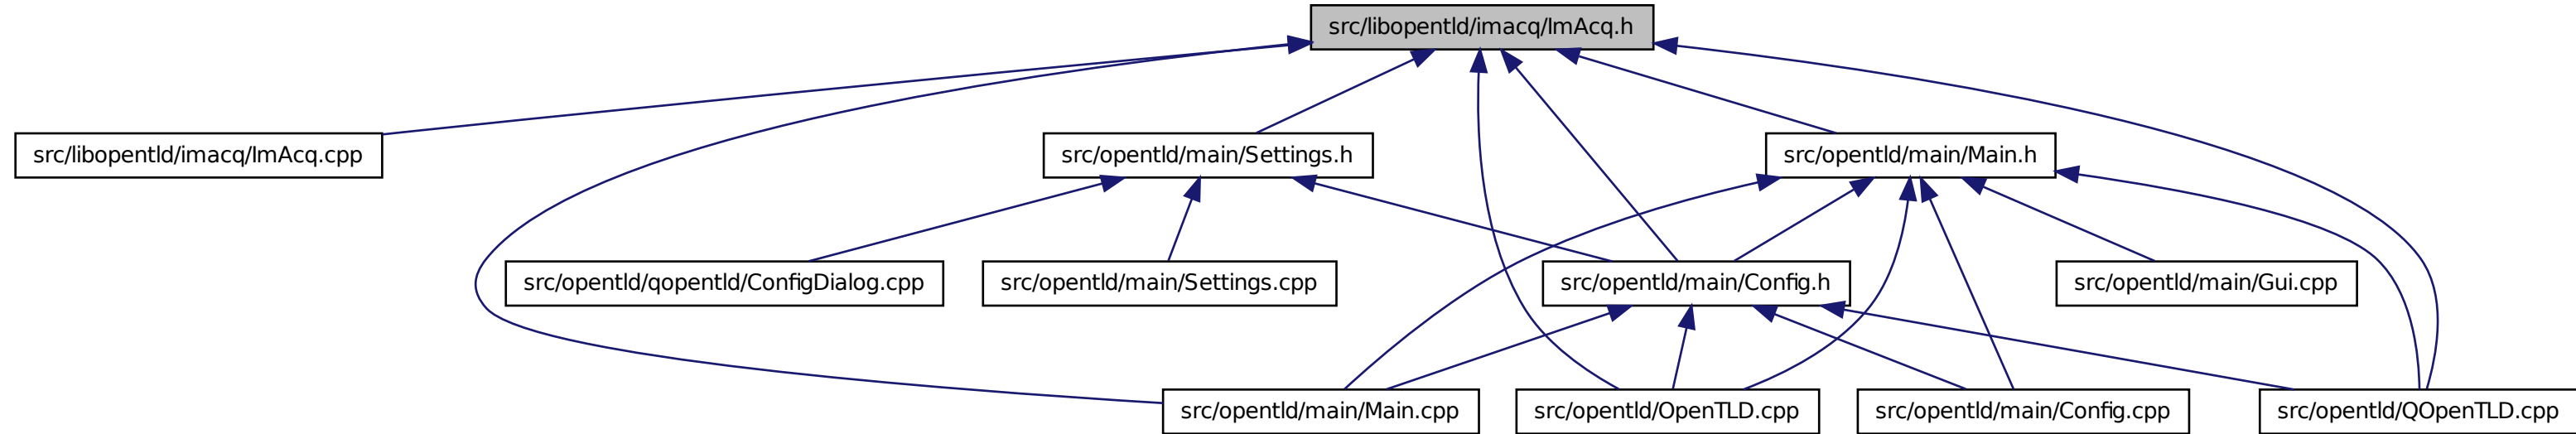 src/libopentld/imacq/ImAcq.h
src/libopentld/imacq/ImAcq.cpp
src/opentld/main/Settings.h
src/opentld/main/Main.h
src/opentld/qopentld/ConfigDialog.cpp
src/opentld/main/Settings.cpp
src/opentld/main/Config.h
src/opentld/main/Gui.cpp
src/opentld/main/Main.cpp
src/opentld/OpenTLD.cpp
src/opentld/main/Config.cpp
src/opentld/QOpenTLD.cpp